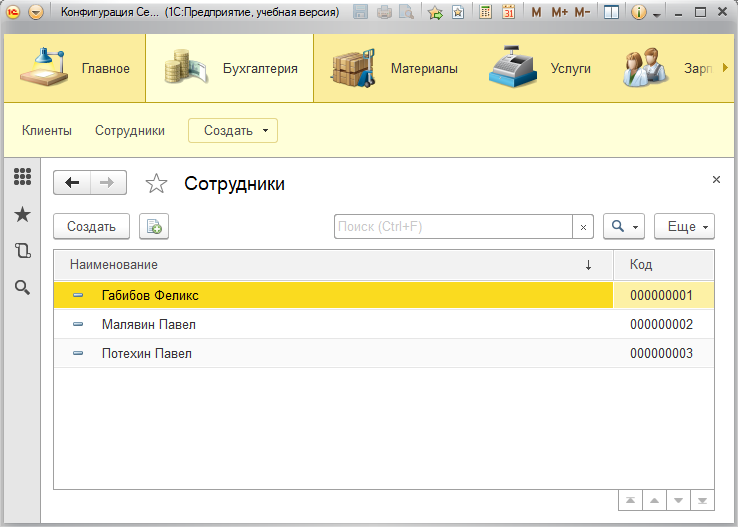 Конфигурация Се... (1С:Предприятие, учебная версия)
M M+ M-
Главное Бухгалтерия Материалы Услуги Зарп
Клиенты Сотрудники Создать
Сотрудники
Создать Поиск (Ctrl+F) Еще
Наименование Код
Габибов Феликс 000000001
Малявин Павел 000000002
Потехин Павел 000000003